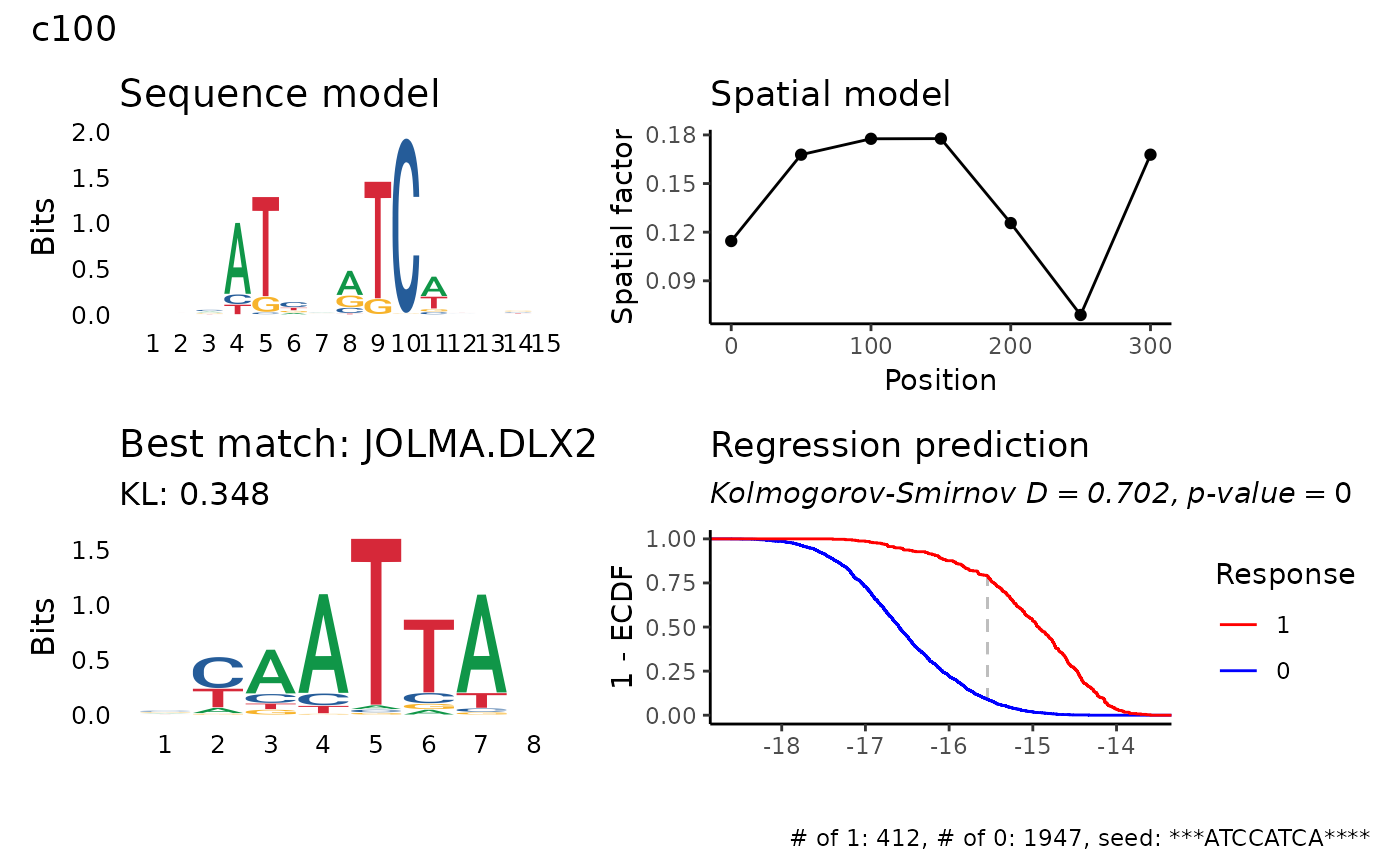 c100
Sequence model
Bits
2.0
1.5
1.0
0.5
0.0
1 2 3 4 5 6 7 8 9 10 11 12 13 14 15
Spatial model
Spatial factor
0.18
0.15
0.12
0.09
0 100 200 300
Position
Best match: JOLMA.DLX2
KL: 0.348
Bits
1.5
1.0
0.5
0.0
1 2 3 4 5 6 7 8
Regression prediction
Kolmogorov-Smirnov D = 0.702, p-value = 0
1 - ECDF
1.00
0.75
0.50
0.25
0.00
-18 -17 -16 -15 -14
Response
1
0
# of 1: 412, # of 0: 1947, seed: ***ATCCATCA****